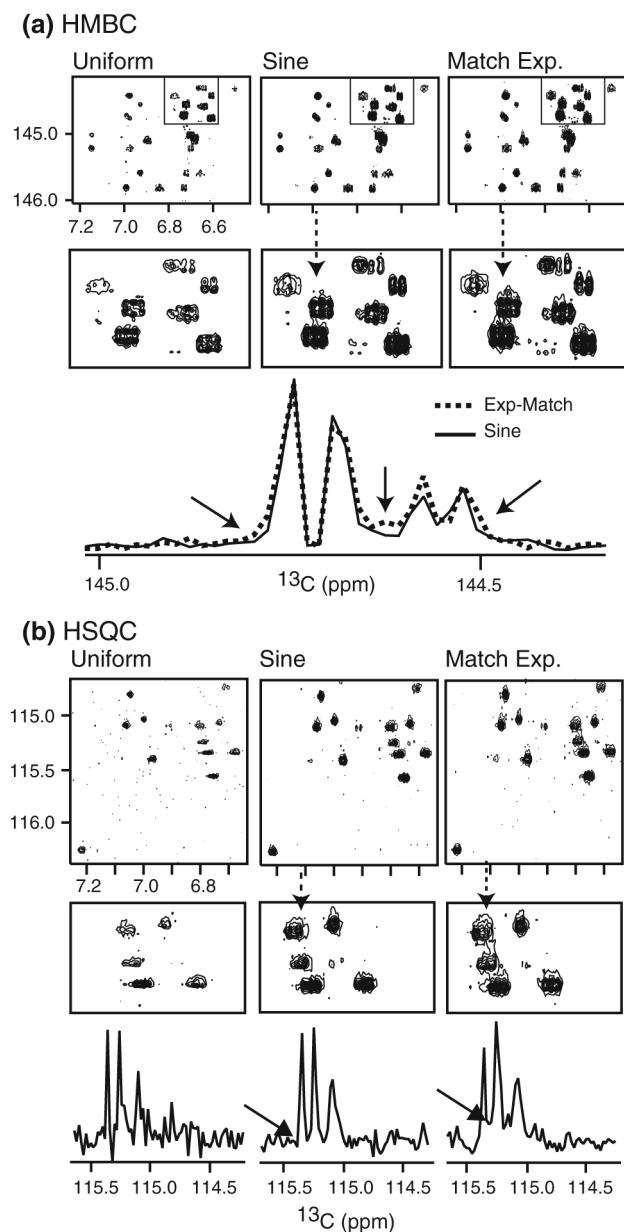 (a) HMBC
Uniform Sine Match Exp.
145.0
146.0
7.2 7.0 6.8 6.6
Exp-Match
Sine
145.0 13C (ppm) 144.5
(b) HSQC
Uniform Sine Match Exp.
115.0
115.5
116.0
7.2 7.0 6.8
115.5 115.0 114.5 115.5 115.0 114.5 115.5 115.0 114.5
13C (ppm)